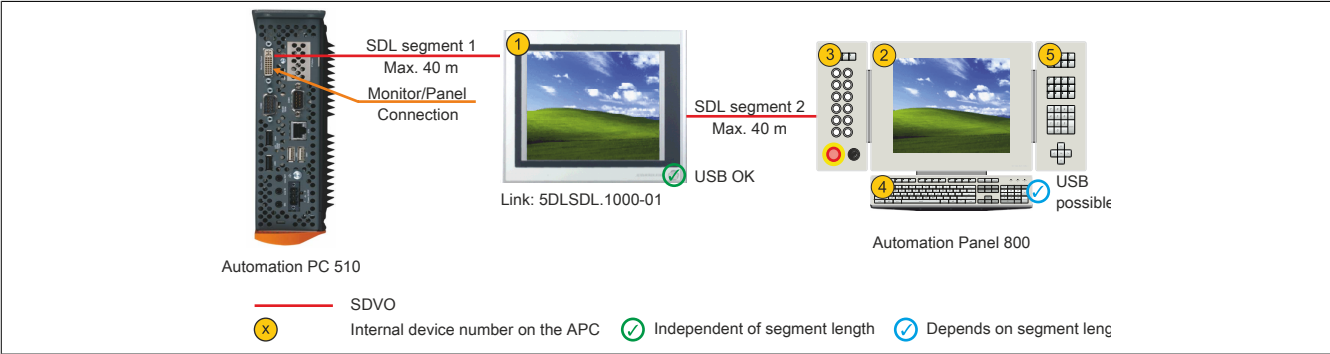 SDL segment 1
Max. 40 m
Monitor/Panel
Connection
1
USB OK
Link: 5DLSDL.1000-01
SDL segment 2
Max. 40 m
3
2
5
4
USB
possible
Automation Panel 800
Automation PC 510
SDVO
x
Internal device number on the APC
Independent of segment length
Depends on segment leng